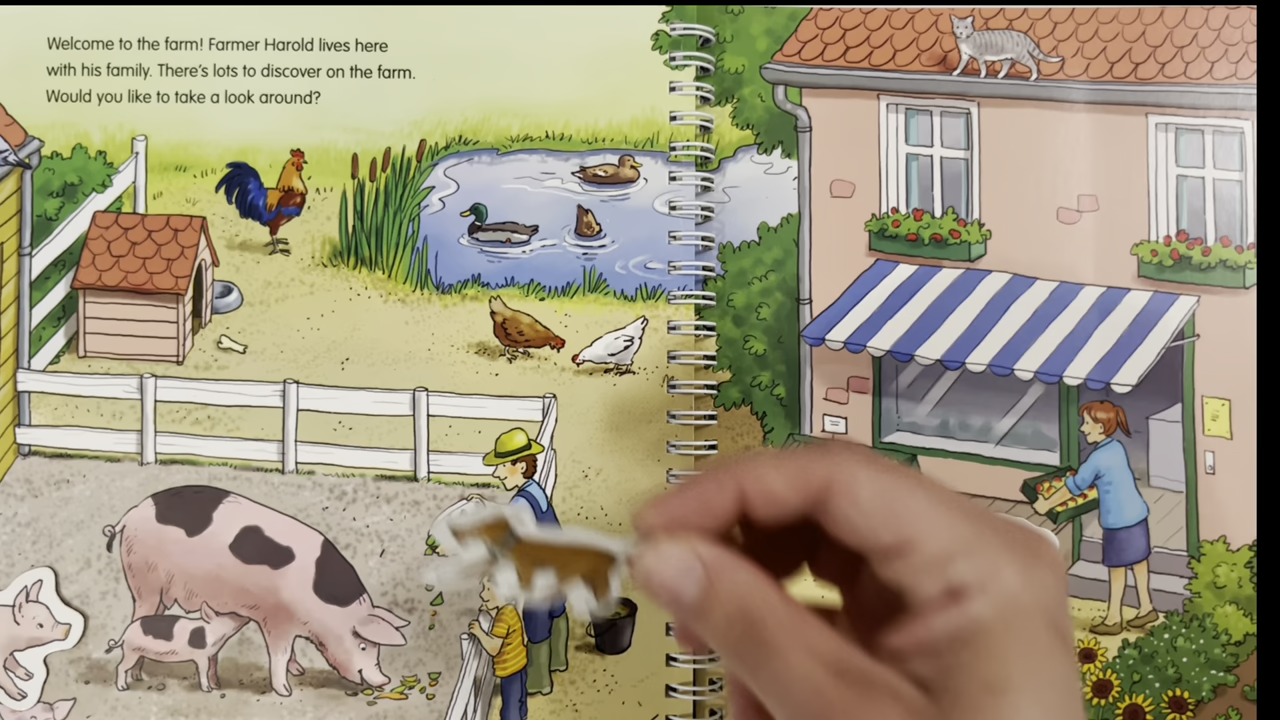 Welcome to the farm! Farmer Harold lives here
with his family. There's lots to discover on the farm.
Would you like to take a look around?